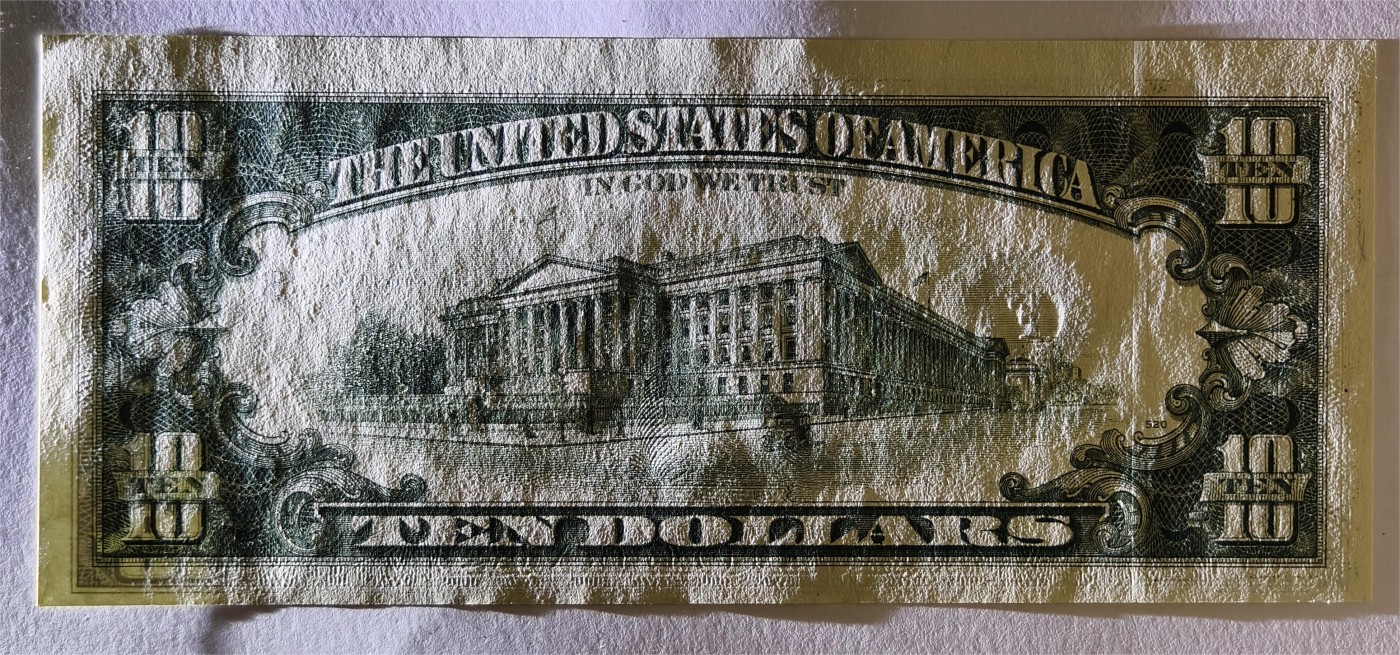 10 TEN 10
THE UNITED STATES OF AMERICA
10 TEN 10
IN GOD WE TRUST
520
10 TEN 10
TEN DOLLARS
10 TEN 10